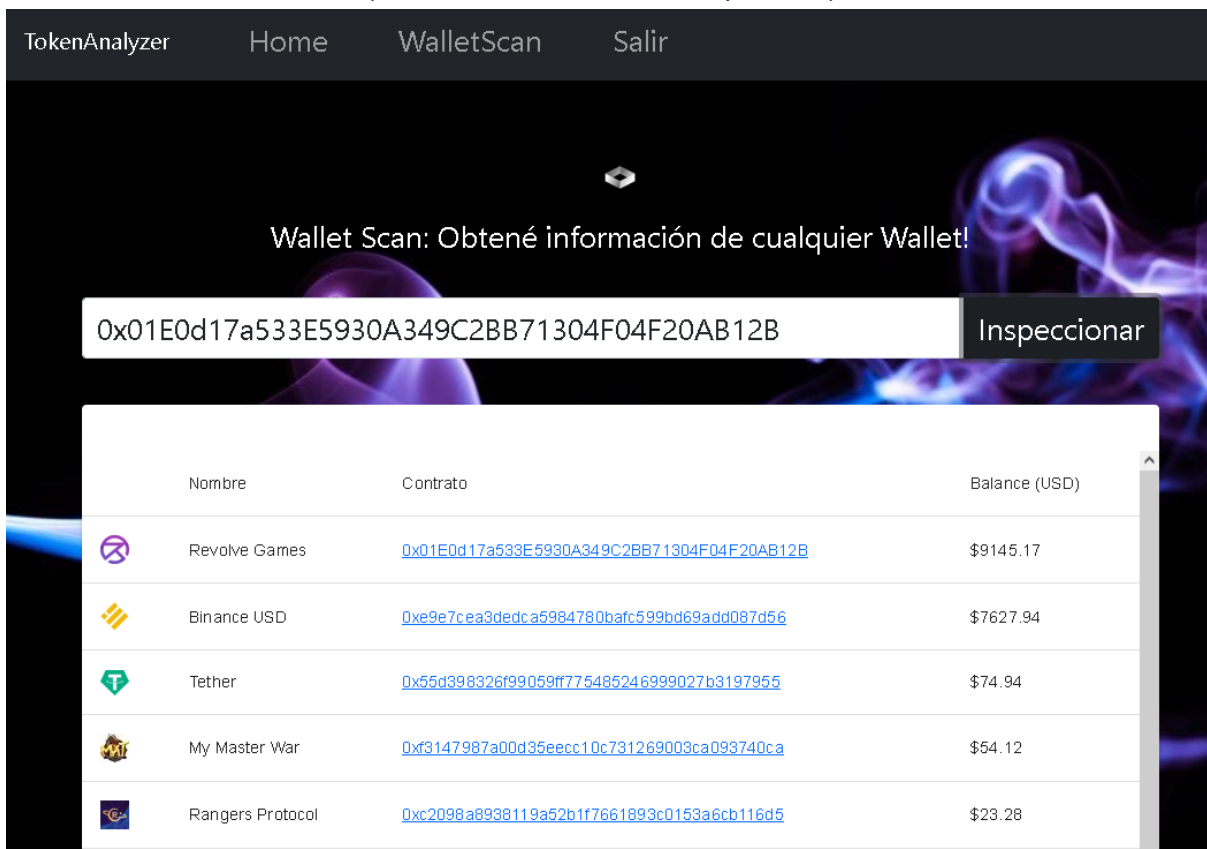 TokenAnalyzer Home WalletScan Salir
Wallet Scan: Obtené información de cualquier Wallet!
0x01E0d17a533E5930A349C2BB71304F04F20AB12B Inspeccionar
Nombre Contrato Balance (USD)
Revolve Games 0x01E0d17a533E5930A349C2BB71304F04F20AB12B $9145.17
Binance USD 0xe9e7cea3dedca5984780bafc599bd69add087d56 $7627.94
Tether 0x55d398326f99059ff775485246999027b3197955 $74.94
My Master War 0xf3147987a00d35eecc10c731269003ca093740ca $54.12
Rangers Protocol 0xc2098a8938119a52b1f7661893c0153a6cb116d5 $23.28